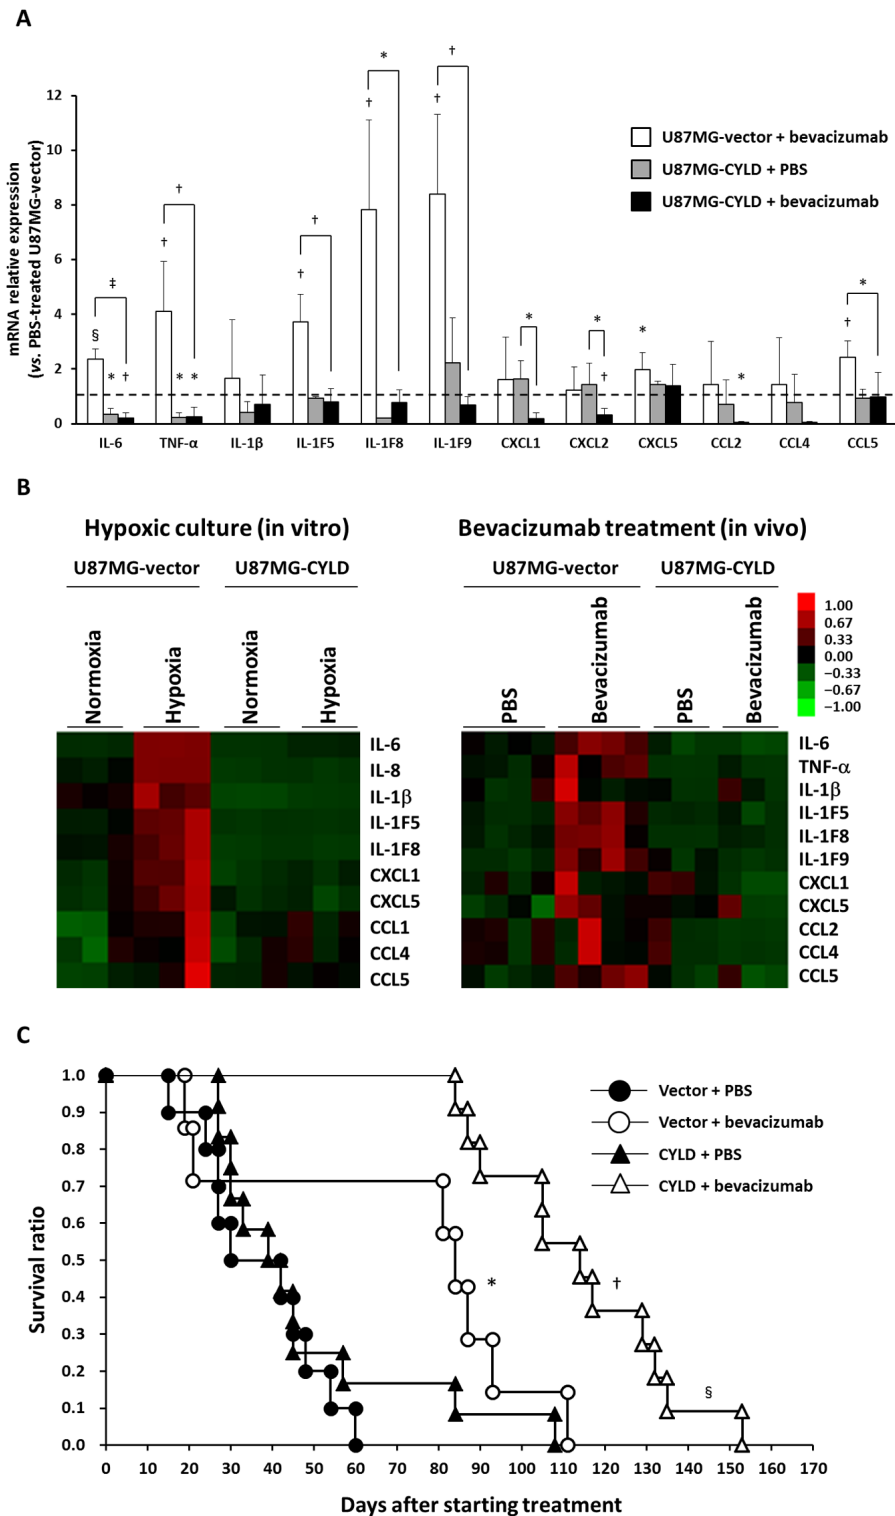 A
mRNA relative expression
(vs. PBS-treated U87MG-vector)
12
10
8
6
4
2
0
U87MG-vector + bevacizumab
U87MG-CYLD + PBS
U87MG-CYLD + bevacizumab
§ ‡ * † † † * * † † † * † † * * † * * † *
IL-6 TNF-α IL-1β IL-1F5 IL-1F8 IL-1F9 CXCL1 CXCL2 CXCL5 CCL2 CCL4 CCL5
B
Hypoxic culture (in vitro)
U87MG-vector U87MG-CYLD
Normoxia Hypoxia Normoxia Hypoxia
IL-6
IL-8
IL-1β
IL-1F5
IL-1F8
CXCL1
CXCL5
CCL1
CCL4
CCL5
Bevacizumab treatment (in vivo)
U87MG-vector U87MG-CYLD
PBS Bevacizumab PBS Bevacizumab
1.00
0.67
0.33
0.00
−0.33
−0.67
−1.00
IL-6
TNF-α
IL-1β
IL-1F5
IL-1F8
IL-1F9
CXCL1
CXCL5
CCL2
CCL4
CCL5
C
Survival ratio
1.0
0.9
0.8
0.7
0.6
0.5
0.4
0.3
0.2
0.1
0.0
Vector + PBS
Vector + bevacizumab
CYLD + PBS
CYLD + bevacizumab
* †
§
0 10 20 30 40 50 60 70 80 90 100 110 120 130 140 150 160 170
Days after starting treatment